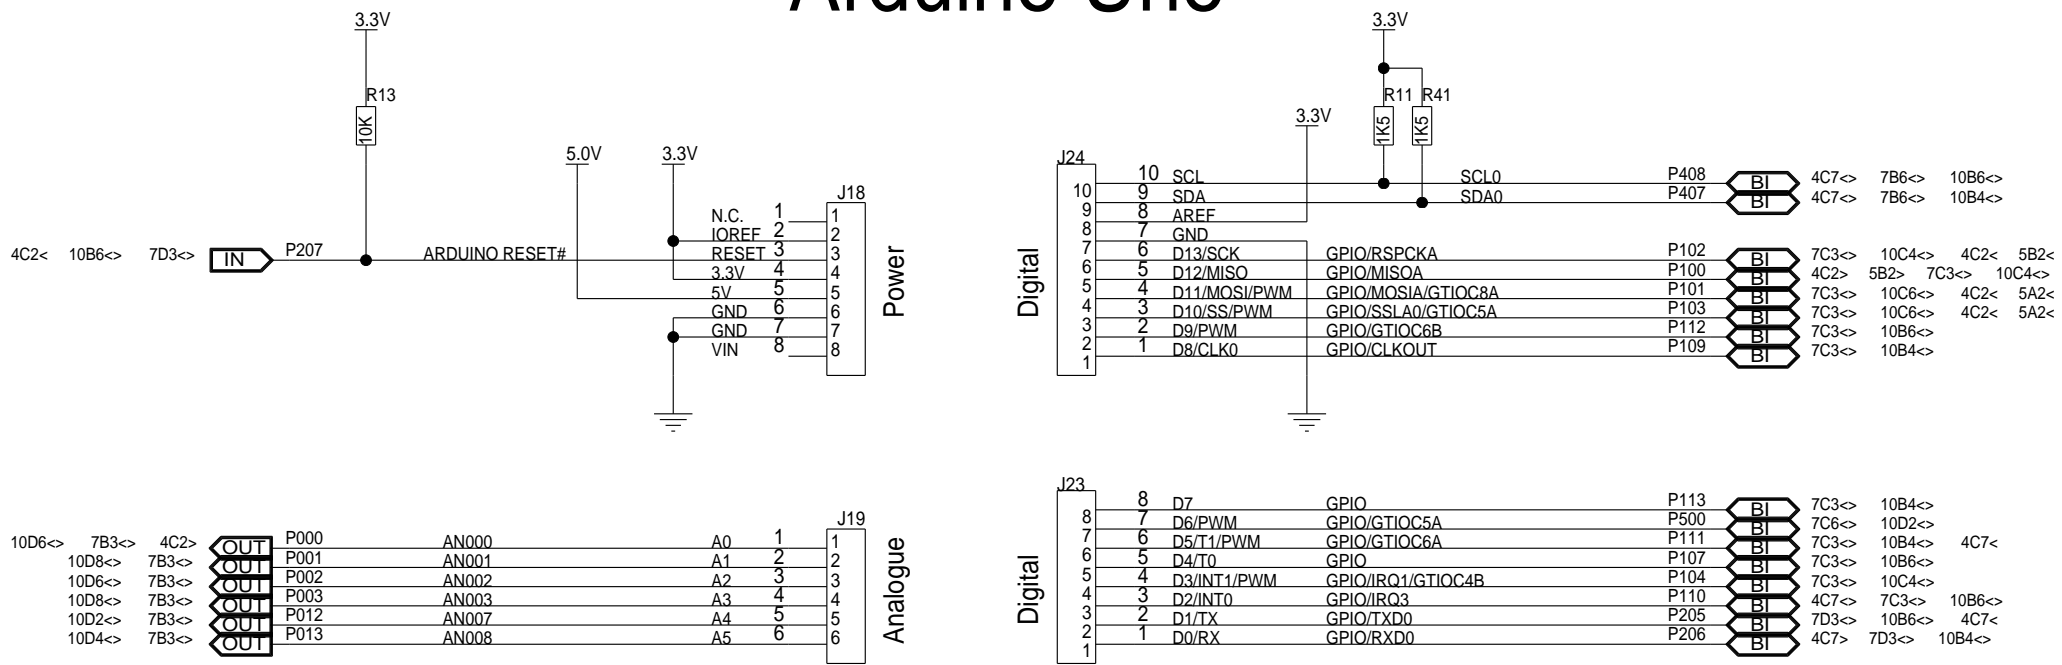 Arduino Uno
3.3V
R13
10K
5.0V
3.3V
J18
N.C. 1 1
IOREF 2 2
4C2< 10B6<> 7D3<> IN P207 ARDUINO RESET# RESET 3 3
3.3V 4 4
5V 5 5
GND 6 6
GND 7 7
VIN 8 8
Power
3.3V
R11 R41
1K5 1K5
3.3V
J24
10 10 SCL SCL0 P408 BI 4C7<> 7B6<> 10B6<>
9 9 SDA SDA0 P407 BI 4C7<> 7B6<> 10B4<>
8 8 AREF
7 7 GND
6 6 D13/SCK GPIO/RSPCKA P102 BI 7C3<> 10C4<> 4C2< 5B2<
5 5 D12/MISO GPIO/MISOA P100 BI 4C2> 5B2> 7C3<> 10C4<>
4 4 D11/MOSI/PWM GPIO/MOSIA/GTIOC8A P101 BI 7C3<> 10C6<> 4C2< 5A2<
3 3 D10/SS/PWM GPIO/SSLA0/GTIOC5A P103 BI 7C3<> 10C6<> 4C2< 5A2<
2 2 D9/PWM GPIO/GTIOC6B P112 BI 7C3<> 10B6<>
1 1 D8/CLK0 GPIO/CLKOUT P109 BI 7C3<> 10B4<>
Digital
J19
10D6<> 7B3<> 4C2> OUT P000 AN000 A0 1 1
10D8<> 7B3<> OUT P001 AN001 A1 2 2
10D6<> 7B3<> OUT P002 AN002 A2 3 3
10D8<> 7B3<> OUT P003 AN003 A3 4 4
10D2<> 7B3<> OUT P012 AN007 A4 5 5
10D4<> 7B3<> OUT P013 AN008 A5 6 6
Analogue
J23
8 8 D7 GPIO P113 BI 7C3<> 10B4<>
7 7 D6/PWM GPIO/GTIOC5A P500 BI 7C6<> 10D2<>
6 6 D5/T1/PWM GPIO/GTIOC6A P111 BI 7C3<> 10B4<> 4C7<
5 5 D4/T0 GPIO P107 BI 7C3<> 10B6<>
4 4 D3/INT1/PWM GPIO/IRQ1/GTIOC4B P104 BI 7C3<> 10C4<>
3 3 D2/INT0 GPIO/IRQ3 P110 BI 4C7<> 7C3<> 10B6<>
2 2 D1/TX GPIO/TXD0 P205 BI 7D3<> 10B6<> 4C7<
1 1 D0/RX GPIO/RXD0 P206 BI 4C7> 7D3<> 10B4<>
Digital